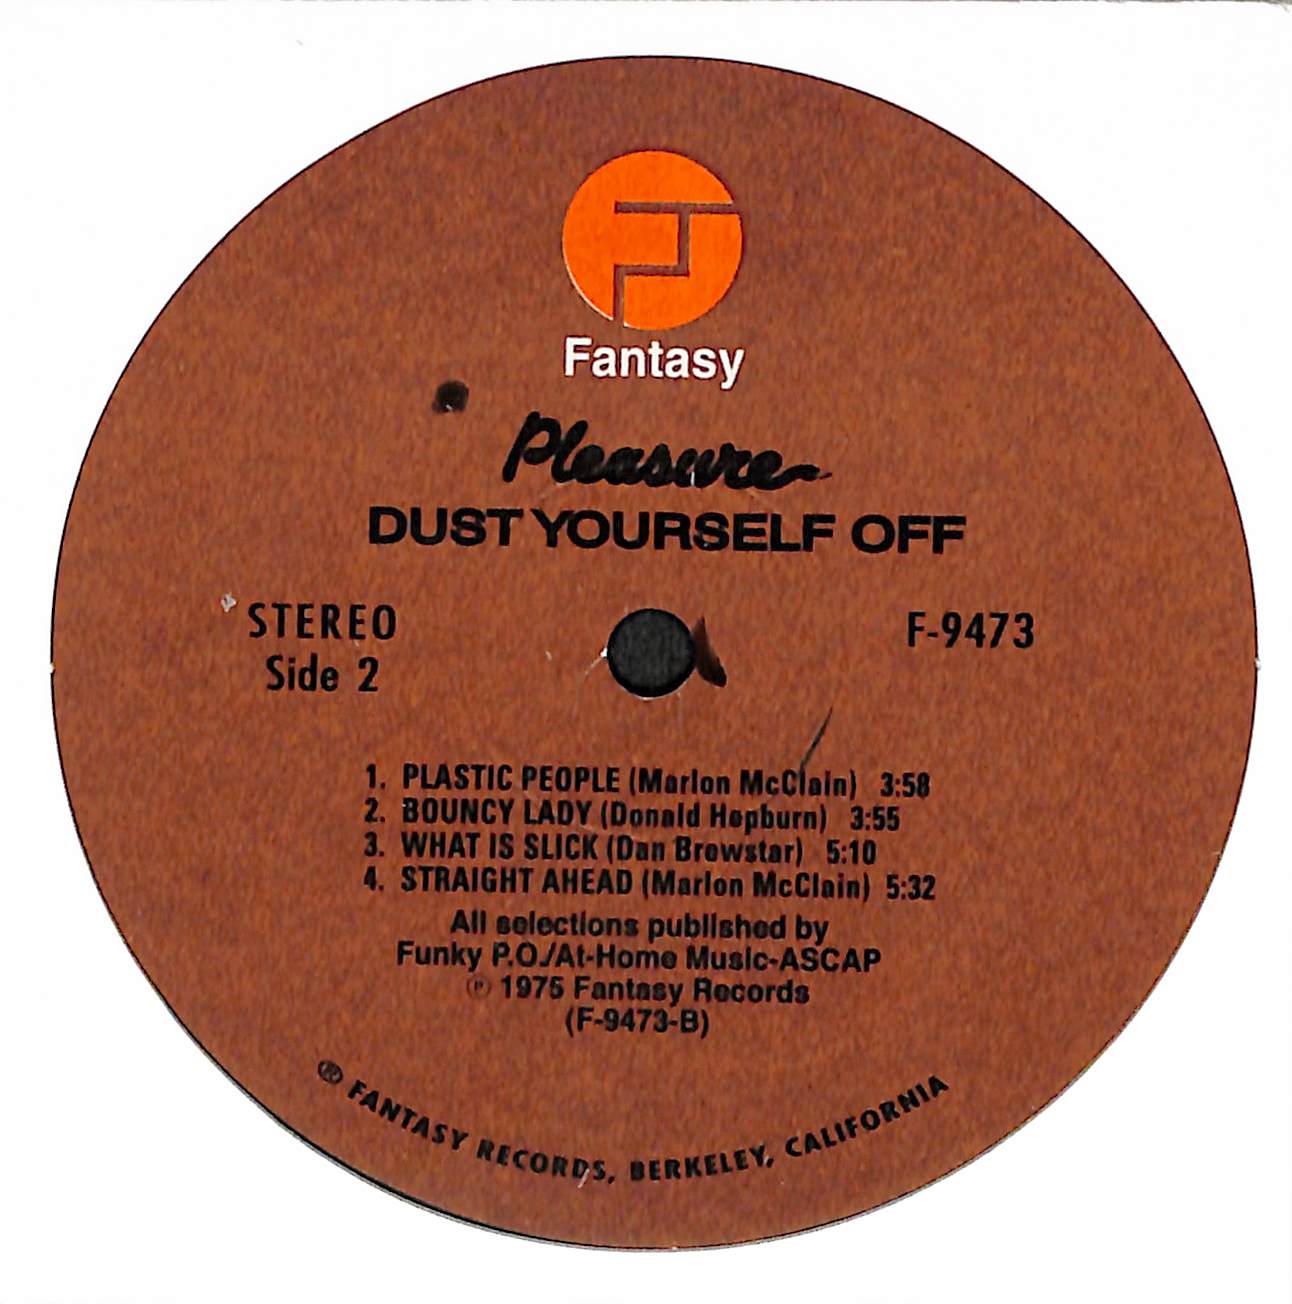 Fantasy
Pleasure
DUST YOURSELF OFF
STEREO
Side 2
F-9473
1. PLASTIC PEOPLE (Marlon McClain) 3:58
2. BOUNCY LADY (Donald Hepburn) 3:55
3. WHAT IS SLICK (Dan Brewster) 5:10
4. STRAIGHT AHEAD (Marlon McClain) 5:32
All selections published by
Funky P.O./At-Home Music-ASCAP
℗ 1975 Fantasy Records
(F-9473-B)
® FANTASY RECORDS, BERKELEY, CALIFORNIA